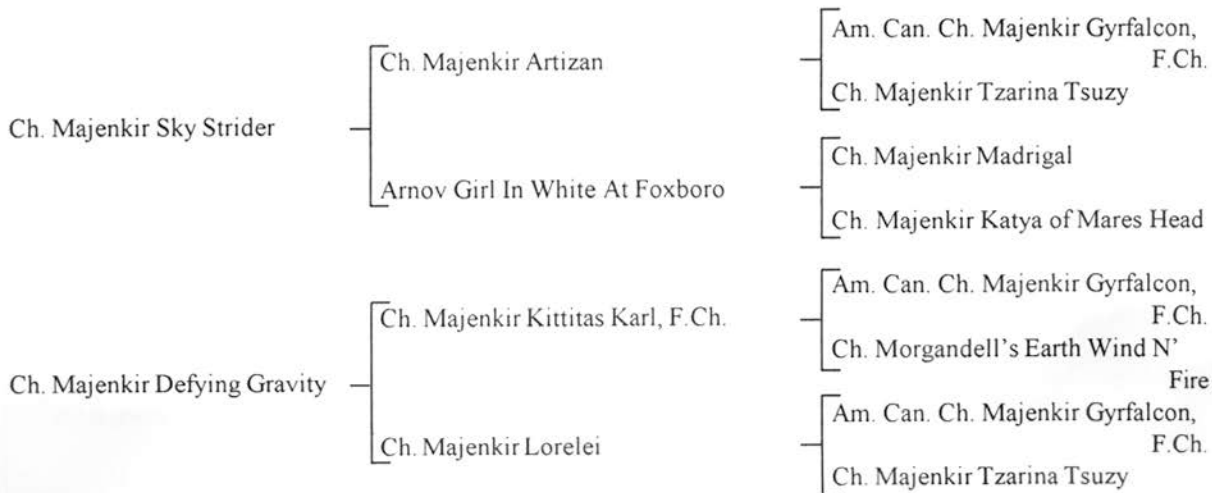 Am. Can. Ch. Majenkir Gyrfalcon,
F.Ch.
Ch. Majenkir Artizan
Ch. Majenkir Tzarina Tsuzy
Ch. Majenkir Sky Strider
Ch. Majenkir Madrigal
Arnov Girl In White At Foxboro
Ch. Majenkir Katya of Mares Head
Am. Can. Ch. Majenkir Gyrfalcon,
F.Ch.
Ch. Majenkir Kittitas Karl, F.Ch.
Ch. Morgandell's Earth Wind N'
Fire
Ch. Majenkir Defying Gravity
Am. Can. Ch. Majenkir Gyrfalcon,
F.Ch.
Ch. Majenkir Lorelei
Ch. Majenkir Tzarina Tsuzy